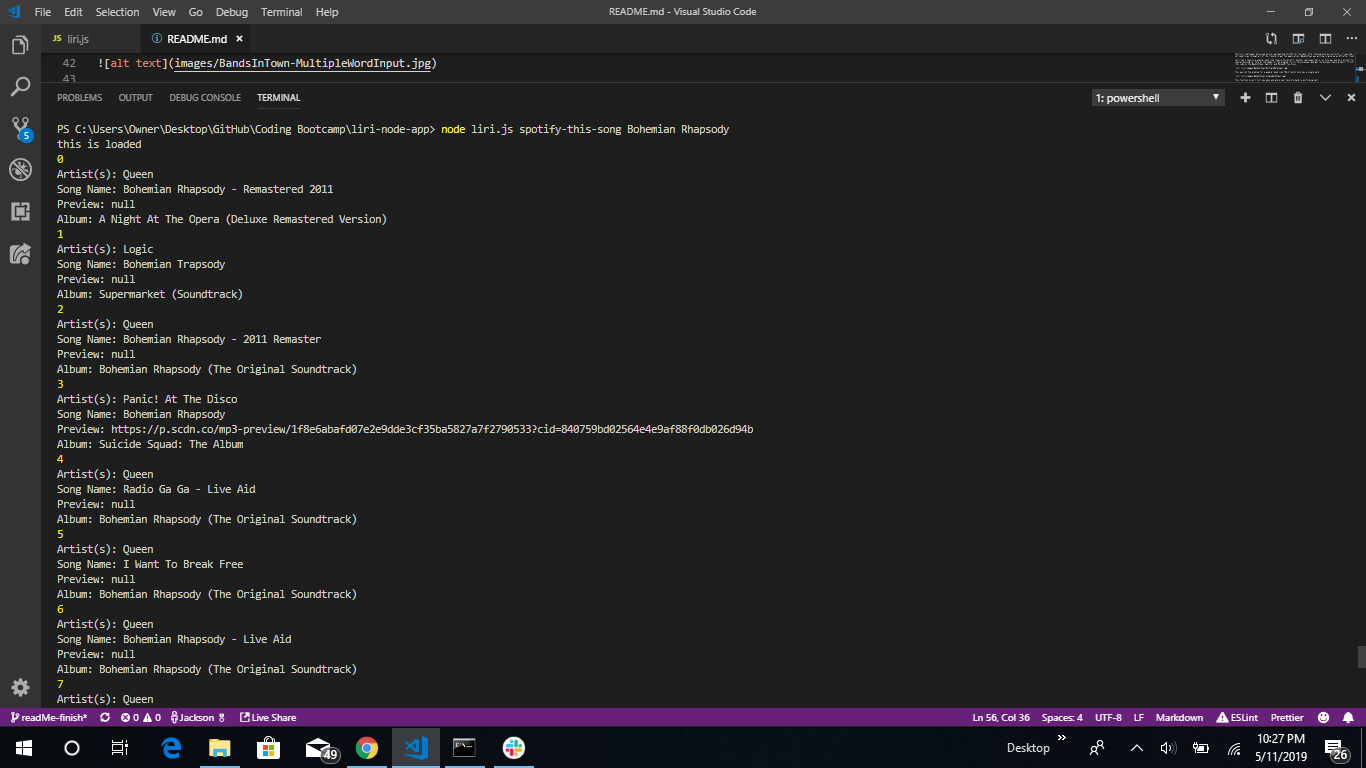 File Edit Selection View Go Debug Terminal Help README.md - Visual Studio Code
JS liri.js README.md ×
42 ![alt text](images/BandsInTown-MultipleWordInput.jpg)
43
PROBLEMS OUTPUT DEBUG CONSOLE TERMINAL 1: powershell
PS C:\Users\Owner\Desktop\GitHub\Coding Bootcamp\liri-node-app> node liri.js spotify-this-song Bohemian Rhapsody
this is loaded
0
Artist(s): Queen
Song Name: Bohemian Rhapsody - Remastered 2011
Preview: null
Album: A Night At The Opera (Deluxe Remastered Version)
1
Artist(s): Logic
Song Name: Bohemian Trapsody
Preview: null
Album: Supermarket (Soundtrack)
2
Artist(s): Queen
Song Name: Bohemian Rhapsody - 2011 Remaster
Preview: null
Album: Bohemian Rhapsody (The Original Soundtrack)
3
Artist(s): Panic! At The Disco
Song Name: Bohemian Rhapsody
Preview: https://p.scdn.co/mp3-preview/1f8e6abafd07e2e9dde3cf35ba5827a7f2790533?cid=840759bd02564e4e9af88f0db026d94b
Album: Suicide Squad: The Album
4
Artist(s): Queen
Song Name: Radio Ga Ga - Live Aid
Preview: null
Album: Bohemian Rhapsody (The Original Soundtrack)
5
Artist(s): Queen
Song Name: I Want To Break Free
Preview: null
Album: Bohemian Rhapsody (The Original Soundtrack)
6
Artist(s): Queen
Song Name: Bohemian Rhapsody - Live Aid
Preview: null
Album: Bohemian Rhapsody (The Original Soundtrack)
7
Artist(s): Queen
5
readMe-finish* 0 0 Jackson 8 Live Share Ln 56, Col 36 Spaces: 4 UTF-8 LF Markdown ESLint Prettier
49 Desktop 10:27 PM
5/11/2019 26